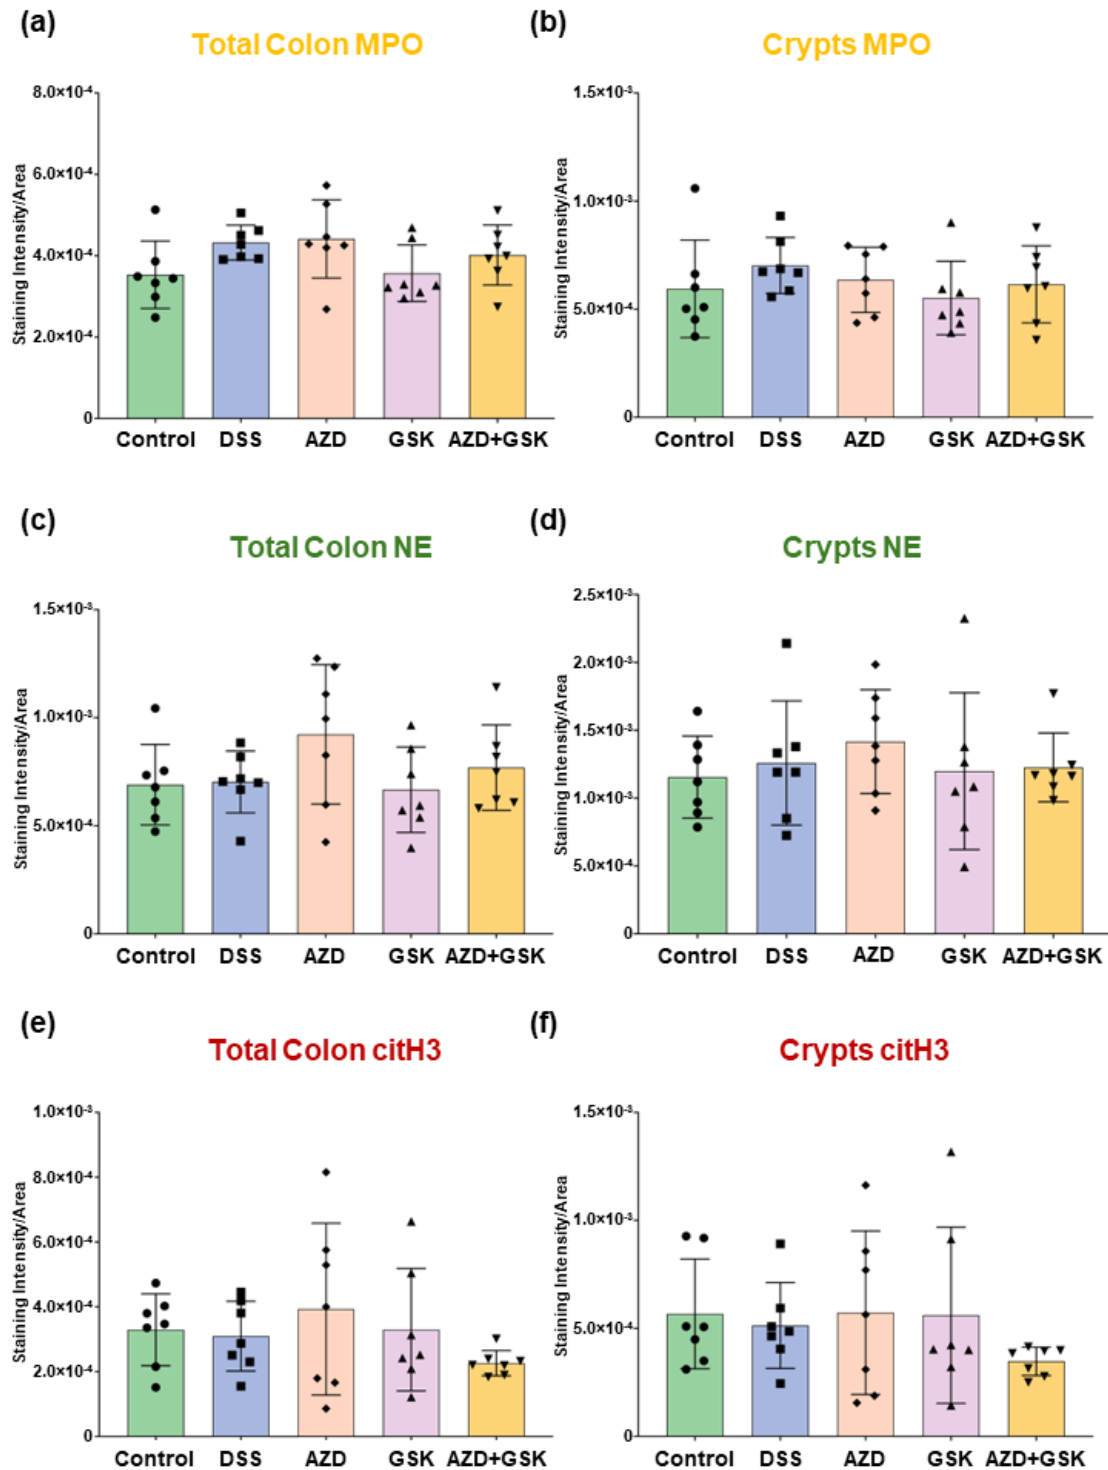 (a)
Total Colon MPO
Staining Intensity/Area
8.0×10⁻⁴
6.0×10⁻⁴
4.0×10⁻⁴
2.0×10⁻⁴
0
Control DSS AZD GSK AZD+GSK
(b)
Crypts MPO
Staining Intensity/Area
1.5×10⁻³
1.0×10⁻³
5.0×10⁻⁴
0
Control DSS AZD GSK AZD+GSK
(c)
Total Colon NE
Staining Intensity/Area
1.5×10⁻³
1.0×10⁻³
5.0×10⁻⁴
0
Control DSS AZD GSK AZD+GSK
(d)
Crypts NE
Staining Intensity/Area
2.5×10⁻³
2.0×10⁻³
1.5×10⁻³
1.0×10⁻³
5.0×10⁻⁴
0
Control DSS AZD GSK AZD+GSK
(e)
Total Colon citH3
Staining Intensity/Area
1.0×10⁻³
8.0×10⁻⁴
6.0×10⁻⁴
4.0×10⁻⁴
2.0×10⁻⁴
0
Control DSS AZD GSK AZD+GSK
(f)
Crypts citH3
Staining Intensity/Area
1.5×10⁻³
1.0×10⁻³
5.0×10⁻⁴
0
Control DSS AZD GSK AZD+GSK